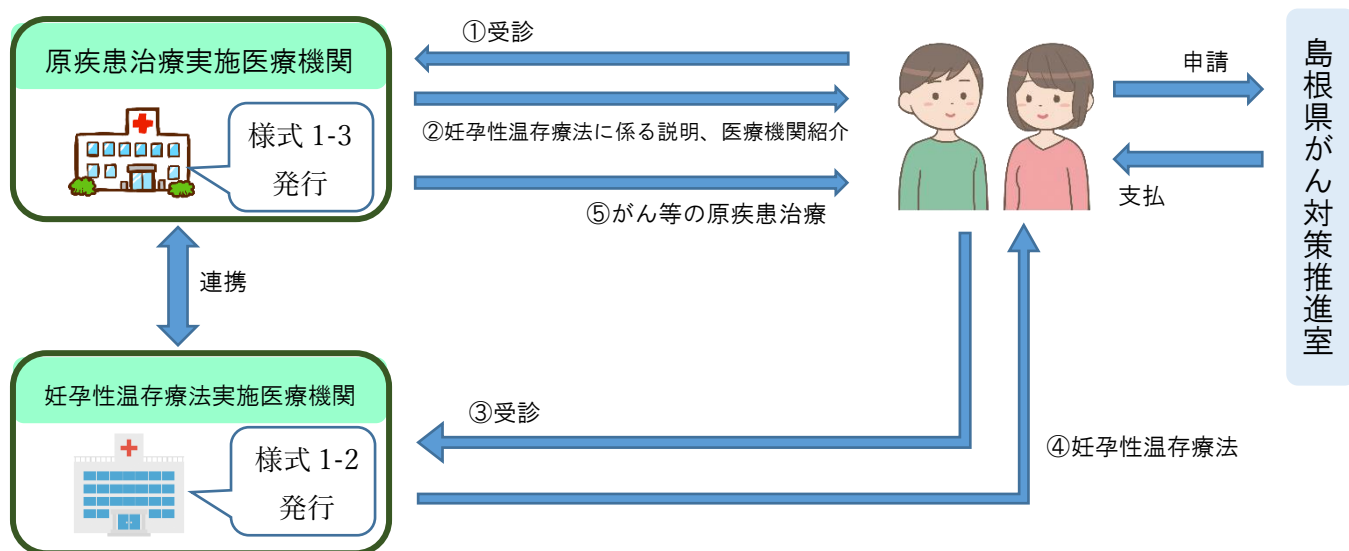 原疾患治療実施医療機関
様式 1-3
発行
①受診
②妊孕性温存療法に係る説明、医療機関紹介
⑤がん等の原疾患治療
申請
支払
島根県がん対策推進室
連携
妊孕性温存療法実施医療機関
様式 1-2
発行
③受診
④妊孕性温存療法